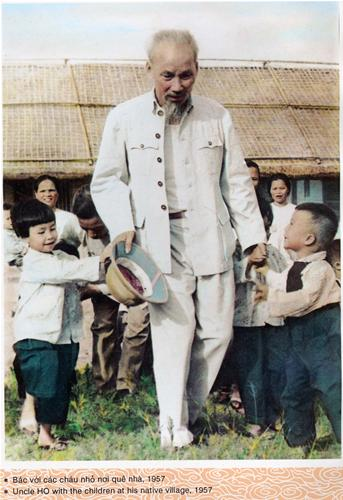 • Bác với các cháu nhỏ nơi quê nhà, 1957
• Uncle HO with the children at his native village, 1957